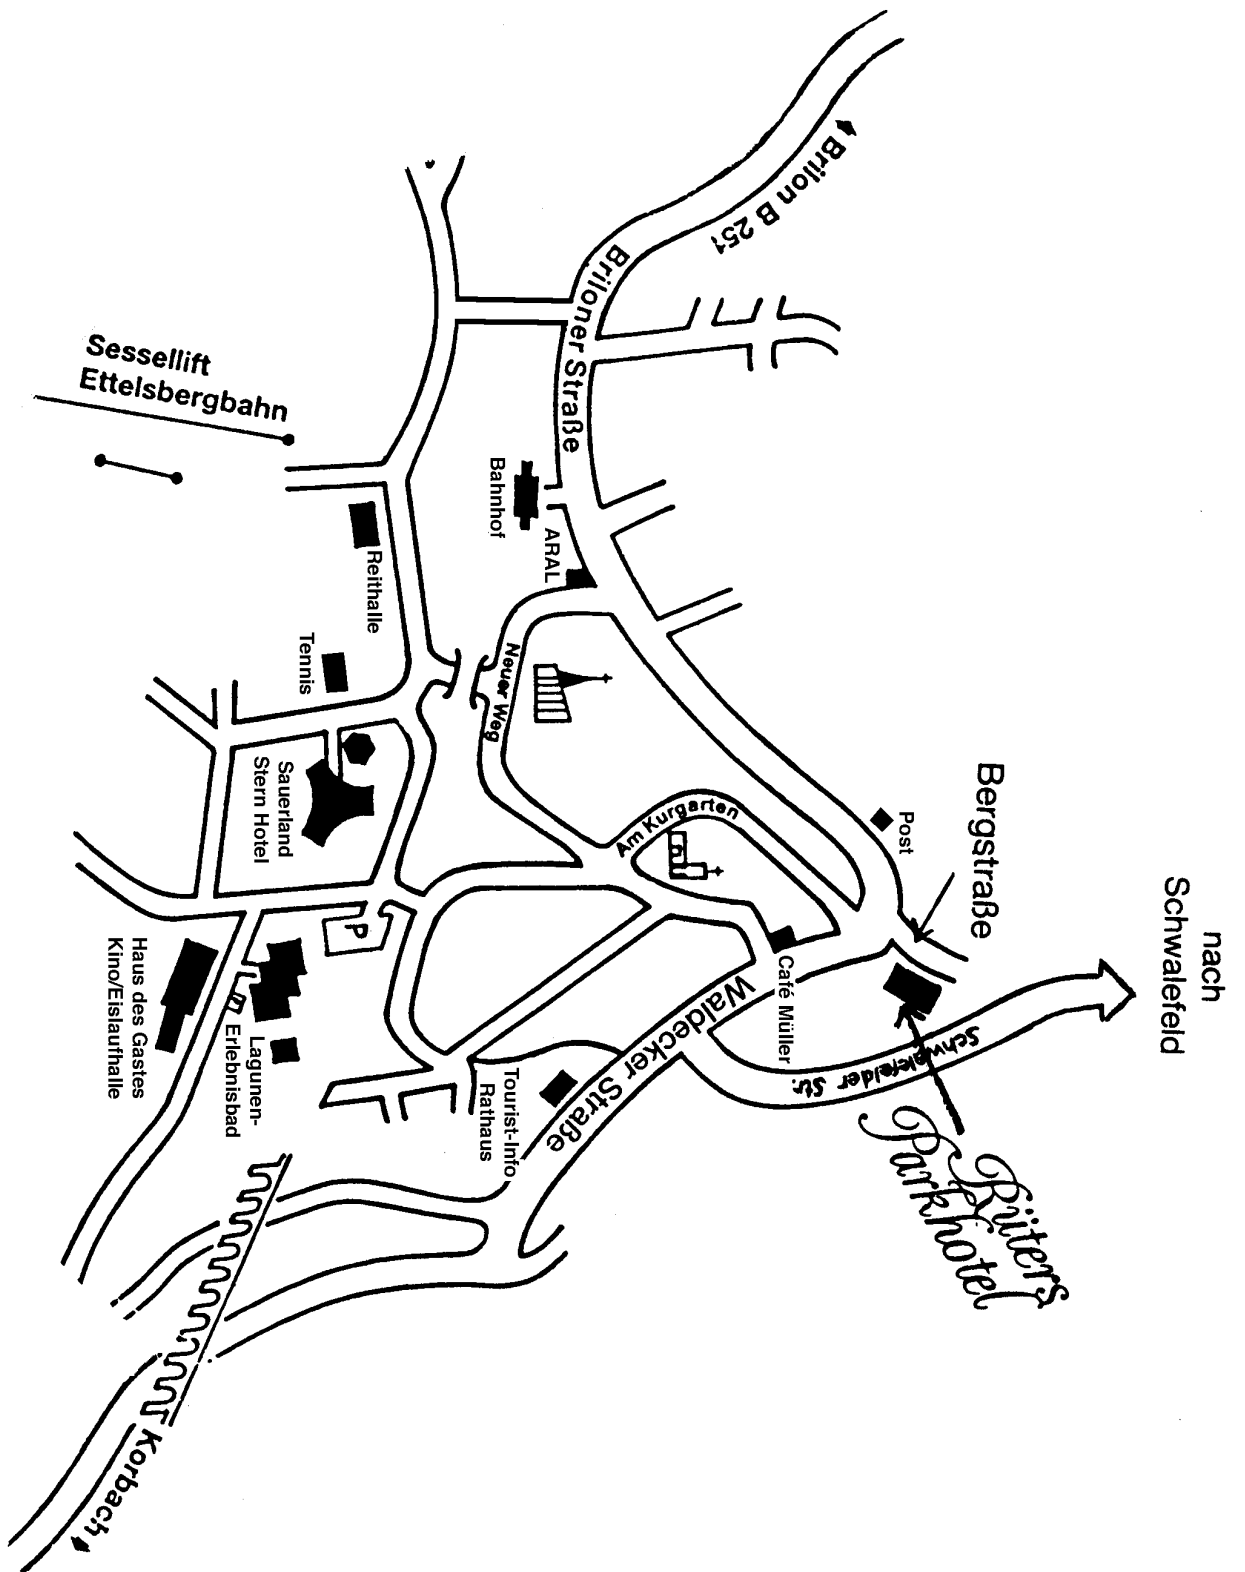 Brilon B 251
Briloner Straße
Sessellift
Ettelsbergbahn
Bahnhof
ARAL
Reithalle
Tennis
Neuer Weg
Sauerland
Stern Hotel
Am Kurgarten
Post
Bergstraße
nach
Schwalefeld
P
Café Müller
Waldecker Straße
Schwalefelder Str.
Haus des Gastes
Kino/Eislaufhalle
Lagunen-
Erlebnisbad
Tourist-Info
Rathaus
Rüters
Parkhotel
Korbach